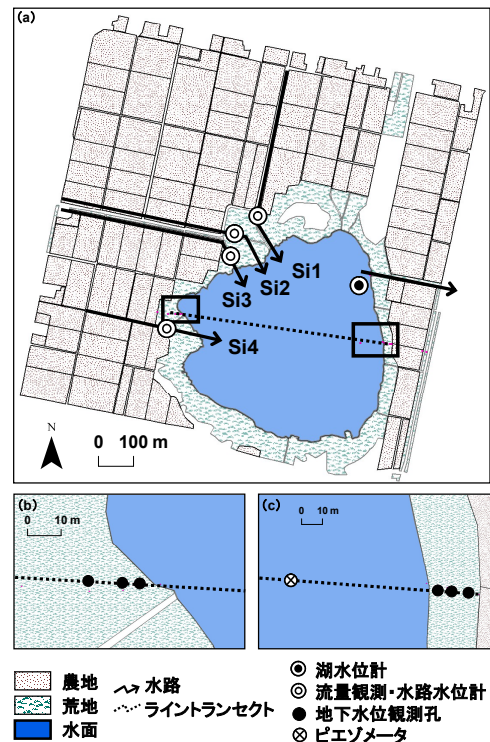 (a)
Si1
Si2
Si3
Si4
N
0 100 m
(b)
0 10 m
(c)
0 10 m
農地
荒地
水面
水路
ライントランセクト
湖水位計
流量観測・水路水位計
地下水位観測孔
ピエゾメータ